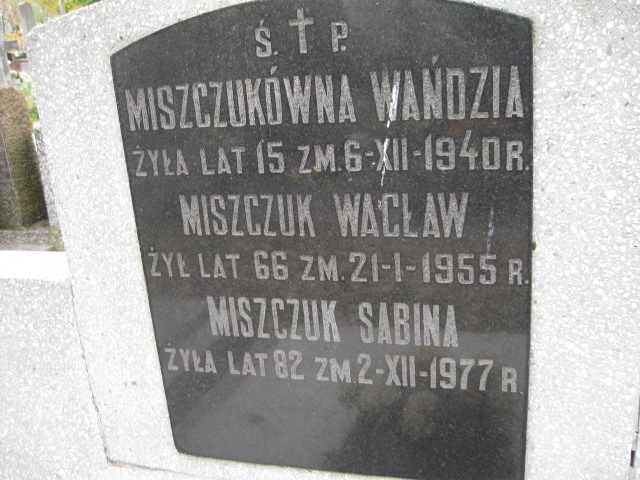 Ś. † P.
MISZCZUKÓWNA WAŃDZIA
ŻYŁA LAT 15 ZM. 6-XII-1940 R.
MISZCZUK WACŁAW
ŻYŁ LAT 66 ZM. 21-I-1955 R.
MISZCZUK SABINA
ŻYŁA LAT 82 ZM. 2-XII-1977 R.